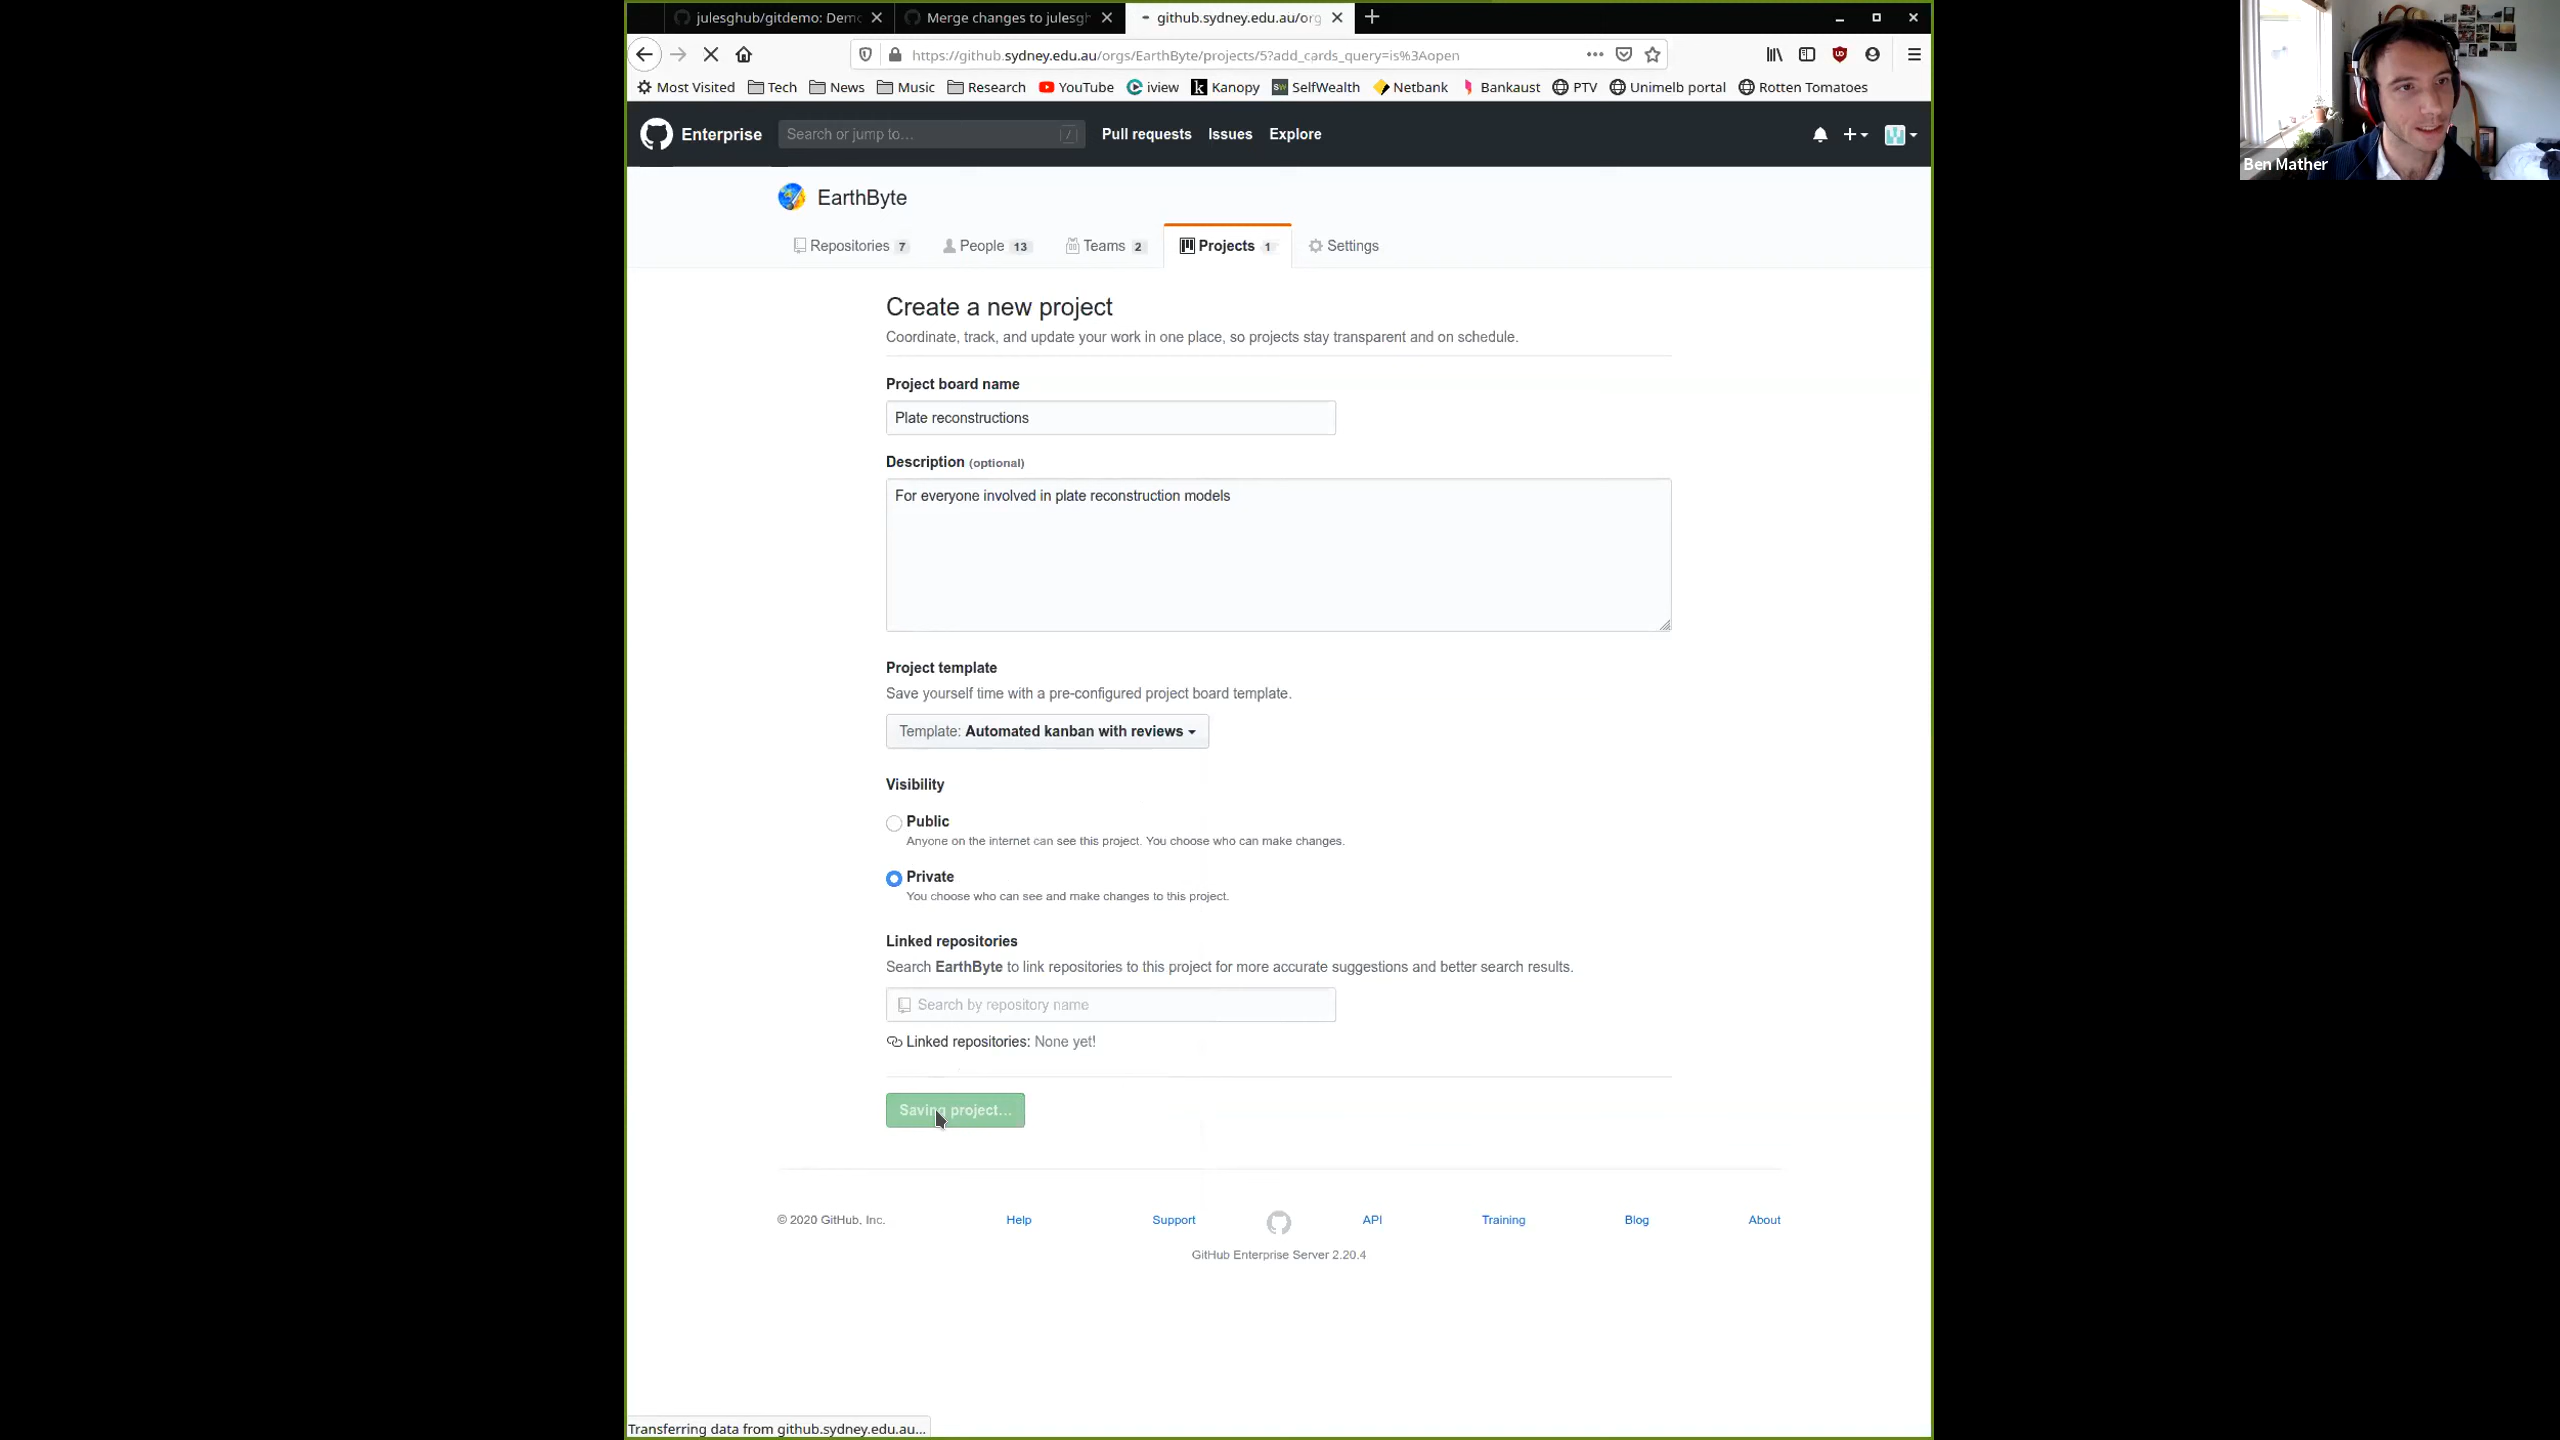 julesghub/gitdemo: Demo
Merge changes to julesgh
github.sydney.edu.au/org
https://github.sydney.edu.au/orgs/EarthByte/projects/5?add_cards_query=is%3Aopen
Most Visited Tech News Music Research YouTube iview Kanopy SelfWealth Netbank Bankaust PTV Unimelb portal Rotten Tomatoes
Enterprise Search or jump to… / Pull requests Issues Explore
Ben Mather
EarthByte
Repositories 7 People 13 Teams 2 Projects 1 Settings
Create a new project
Coordinate, track, and update your work in one place, so projects stay transparent and on schedule.
Project board name
Plate reconstructions
Description (optional)
For everyone involved in plate reconstruction models
Project template
Save yourself time with a pre-configured project board template.
Template: Automated kanban with reviews
Visibility
Public
Anyone on the internet can see this project. You choose who can make changes.
Private
You choose who can see and make changes to this project.
Linked repositories
Search EarthByte to link repositories to this project for more accurate suggestions and better search results.
Search by repository name
Linked repositories: None yet!
Saving project…
© 2020 GitHub, Inc. Help Support API Training Blog About
GitHub Enterprise Server 2.20.4
Transferring data from github.sydney.edu.au…